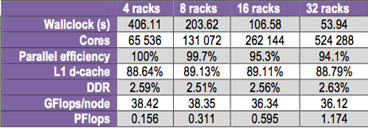 4 racks 8 racks 16 racks 32 racks
Wallclock (s) 406.11 203.62 106.58 53.94
Cores 65 536 131 072 262 144 524 288
Parallel efficiency 100% 99.7% 95.3% 94.1%
L1 d-cache 88.64% 89.13% 89.11% 88.79%
DDR 2.59% 2.51% 2.56% 2.63%
GFlops/node 38.42 38.35 36.34 36.12
PFlops 0.156 0.311 0.595 1.174